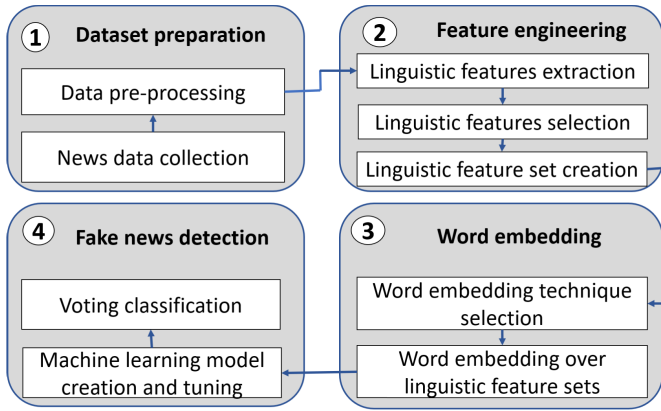 1 Dataset preparation
Data pre-processing
News data collection
2 Feature engineering
Linguistic features extraction
Linguistic features selection
Linguistic feature set creation
3 Word embedding
Word embedding technique
selection
Word embedding over
linguistic feature sets
4 Fake news detection
Voting classification
Machine learning model
creation and tuning